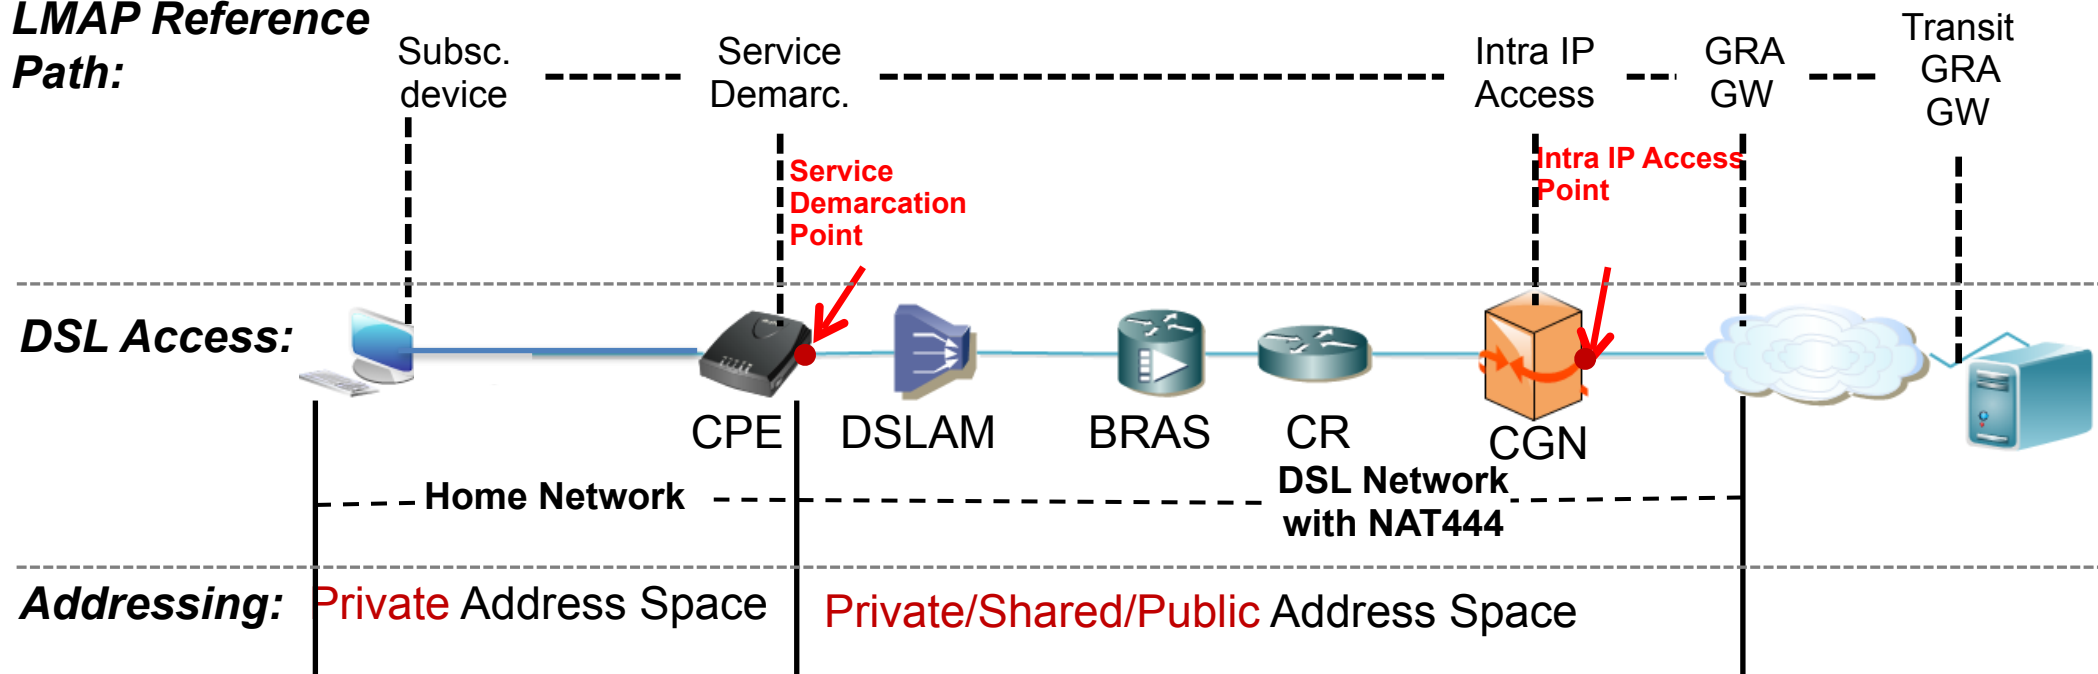 LMAP Reference
Path:
Subsc.
device
Service
Demarc.
Intra IP
Access
GRA
GW
Transit
GRA
GW
Service
Demarcation
Point
Intra IP Access
Point
DSL Access:
CPE
DSLAM
BRAS
CR
CGN
Home Network
DSL Network
with NAT444
Addressing:
Private Address Space
Private/Shared/Public Address Space